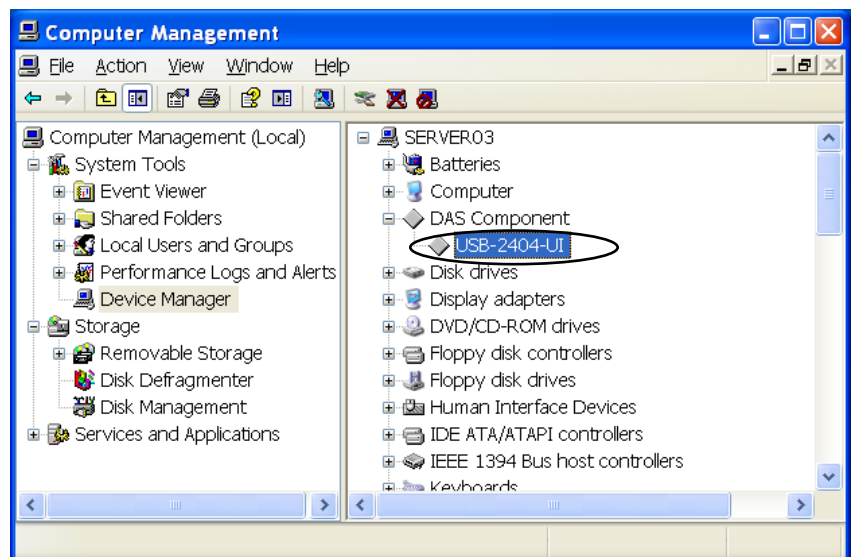 Computer Management
File Action View Window Help
Computer Management (Local)
System Tools
Event Viewer
Shared Folders
Local Users and Groups
Performance Logs and Alerts
Device Manager
Storage
Removable Storage
Disk Defragmenter
Disk Management
Services and Applications
SERVER03
Batteries
Computer
DAS Component
USB-2404-UI
Disk drives
Display adapters
DVD/CD-ROM drives
Floppy disk controllers
Floppy disk drives
Human Interface Devices
IDE ATA/ATAPI controllers
IEEE 1394 Bus host controllers
Keyboards